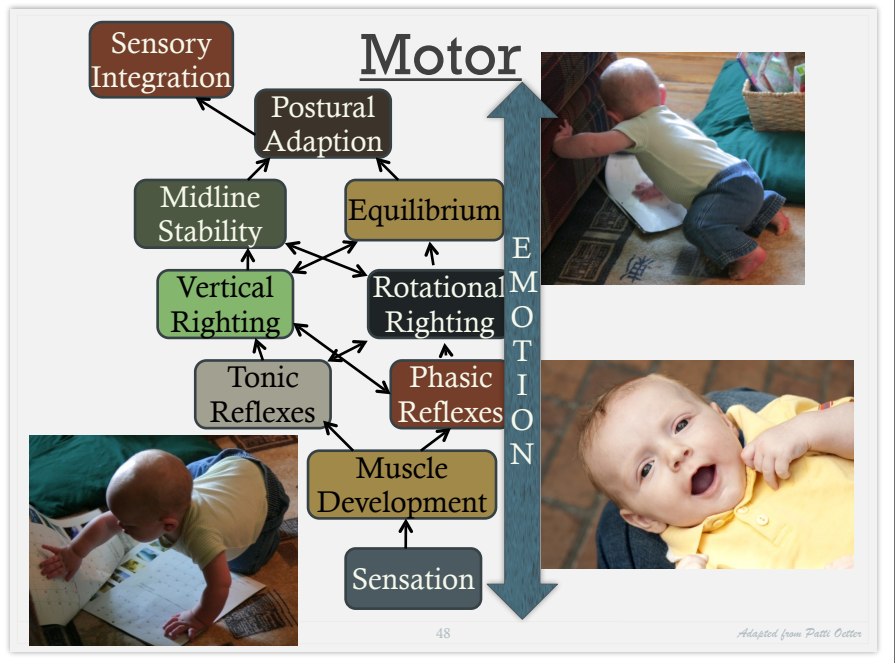 Motor
Sensory
Integration
Postural
Adaption
Midline
Stability
Equilibrium
Vertical
Righting
Rotational
Righting
Tonic
Reflexes
Phasic
Reflexes
Muscle
Development
Sensation
EMOTION
48
Adapted from Patti Oetter